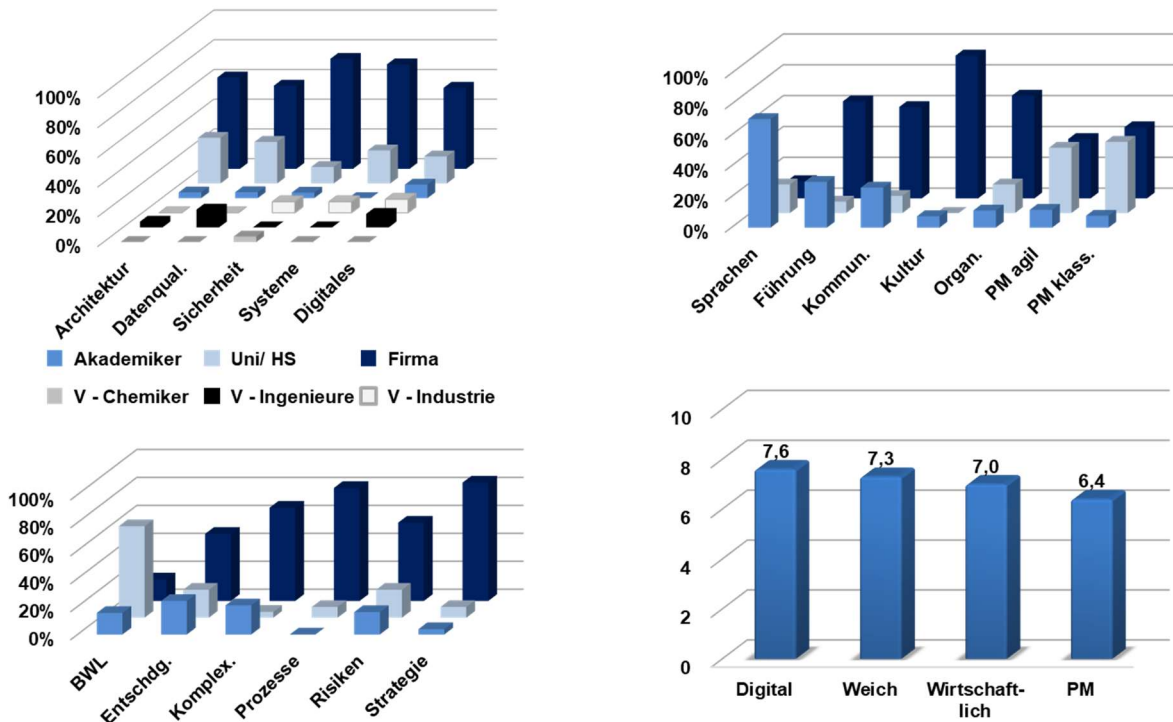 100%
80%
60%
40%
20%
0%
Architektur
Datenqual.
Sicherheit
Systeme
Digitales
100%
80%
60%
40%
20%
0%
Sprachen
Führung
Kommun.
Kultur
Organ.
PM agil
PM klass.
Akademiker Uni/ HS Firma
V - Chemiker V - Ingenieure V - Industrie
100%
80%
60%
40%
20%
0%
BWL
Entschdg.
Komplex.
Prozesse
Risiken
Strategie
10
8
6
4
2
0
7,6
7,3
7,0
6,4
Digital
Weich
Wirtschaft-
lich
PM